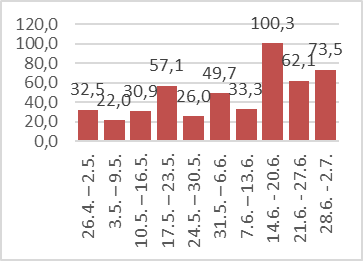 120,0
100,0
80,0
60,0
40,0
20,0
0,0
32,5
22,0
30,9
57,1
26,0
49,7
33,3
100,3
62,1
73,5
26.4. – 2.5.
3.5. – 9.5.
10.5. – 16.5.
17.5. – 23.5.
24.5. – 30.5.
31.5. – 6.6.
7.6. – 13.6.
14.6. - 20.6.
21.6. - 27.6.
28.6. - 2.7.